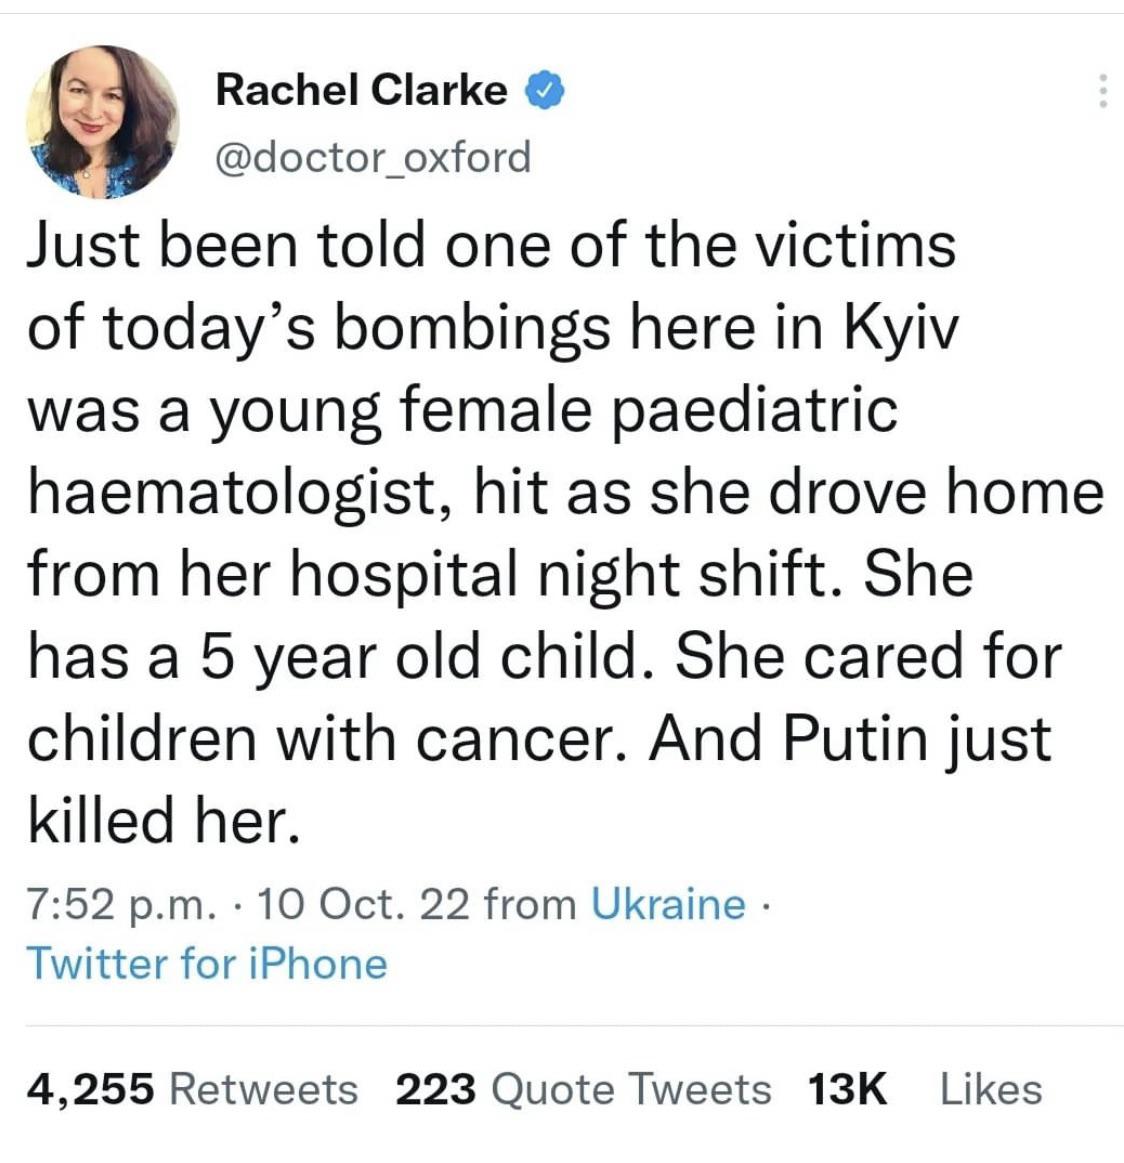 Rachel Clarke
@doctor_oxford
Just been told one of the victims
of today’s bombings here in Kyiv
was a young female paediatric
haematologist, hit as she drove home
from her hospital night shift. She
has a 5 year old child. She cared for
children with cancer. And Putin just
killed her.
7:52 p.m. · 10 Oct. 22 from Ukraine ·
Twitter for iPhone
4,255 Retweets 223 Quote Tweets 13K Likes